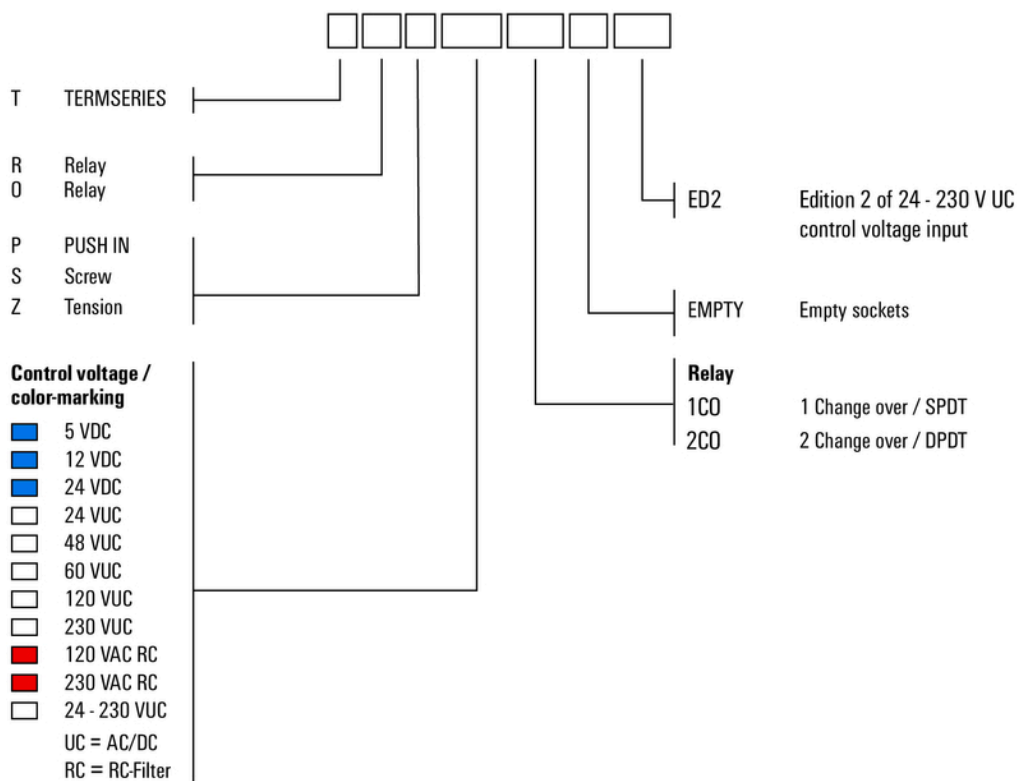 T TERMSERIES
R Relay
O Relay
P PUSH IN
S Screw
Z Tension
Control voltage /
color-marking
5 VDC
12 VDC
24 VDC
24 VUC
48 VUC
60 VUC
120 VUC
230 VUC
120 VAC RC
230 VAC RC
24 - 230 VUC
UC = AC/DC
RC = RC-Filter
ED2 Edition 2 of 24 - 230 V UC
control voltage input
EMPTY Empty sockets
Relay
1CO 1 Change over / SPDT
2CO 2 Change over / DPDT